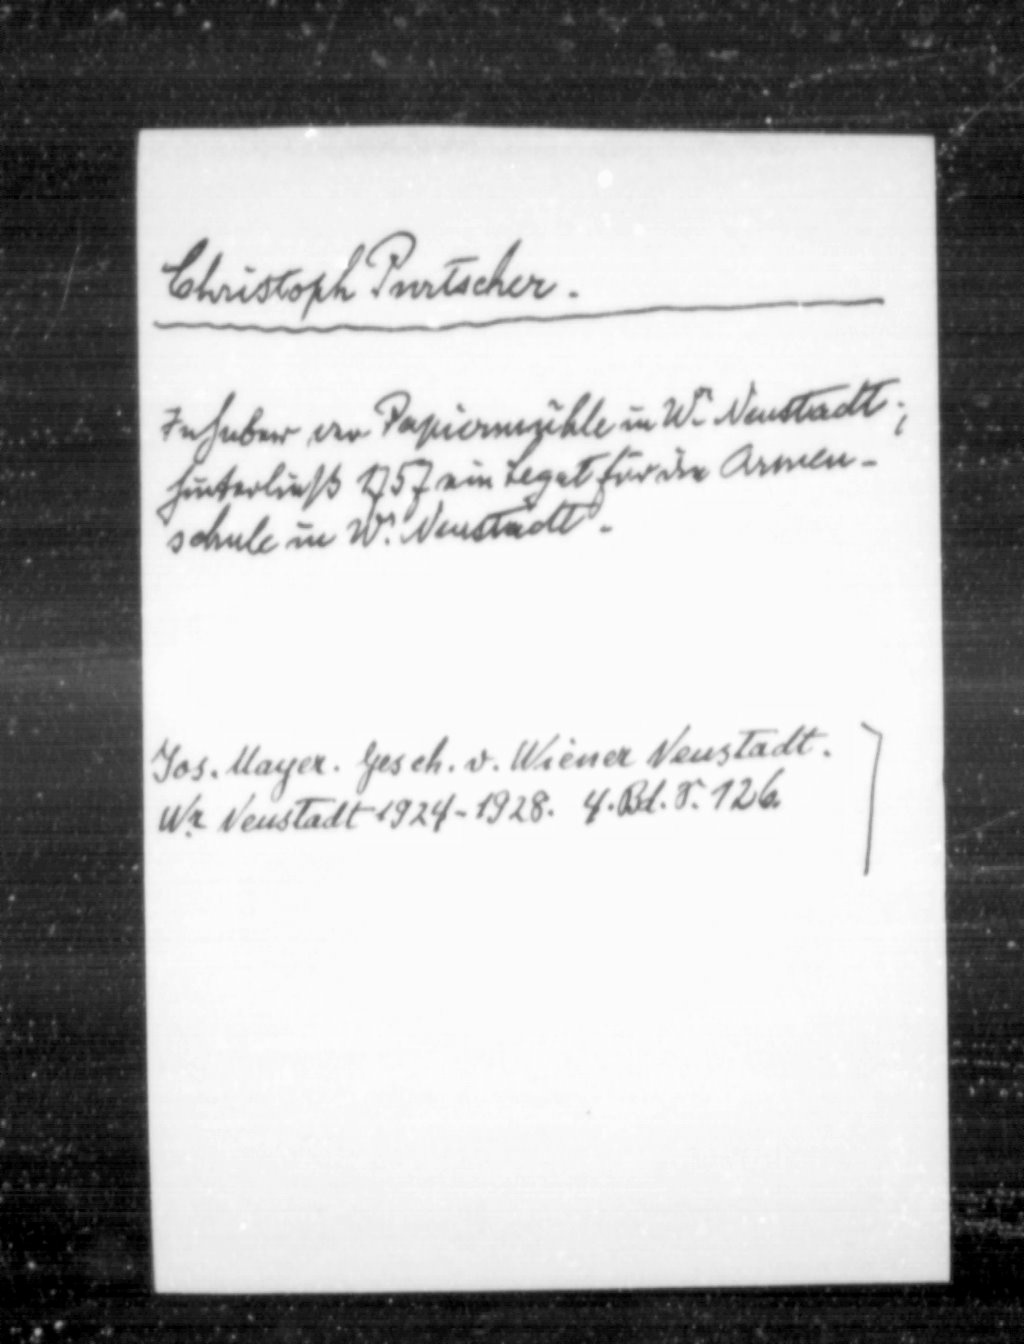 Christoph Purtscher.
Inhaber der Papiermühle in Wr. Neustadt;
hinterließ 1757 ein Legat für die Armen-
schule in Wr. Neustadt.
Jos. Mayer. Gesch. v. Wiener Neustadt.
Wr Neustadt 1924-1928. 4. Bd. S. 126.